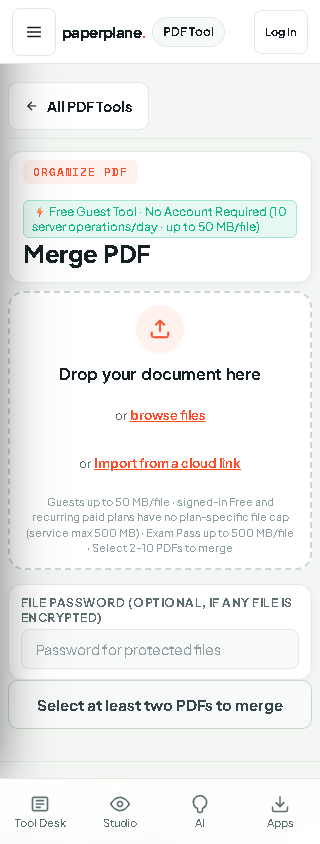 paperplane.
PDF Tool
Log In
All PDF Tools
ORGANIZE PDF
Free Guest Tool · No Account Required (10
server operations/day · up to 50 MB/file)
Merge PDF
Drop your document here
or browse files
or Import from a cloud link
Guests up to 50 MB/file · signed-in Free and
recurring paid plans have no plan-specific file cap
(service max 500 MB) · Exam Pass up to 500 MB/file
· Select 2–10 PDFs to merge
FILE PASSWORD (OPTIONAL, IF ANY FILE IS
ENCRYPTED)
Password for protected files
Select at least two PDFs to merge
Tool Desk
Studio
AI
Apps